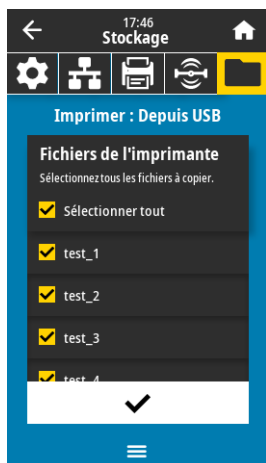 17:46
Stockage
Imprimer : Depuis USB
Fichiers de l'imprimante
Sélectionnez tous les fichiers à copier.
Sélectionner tout
test_1
test_2
test_3
test_4